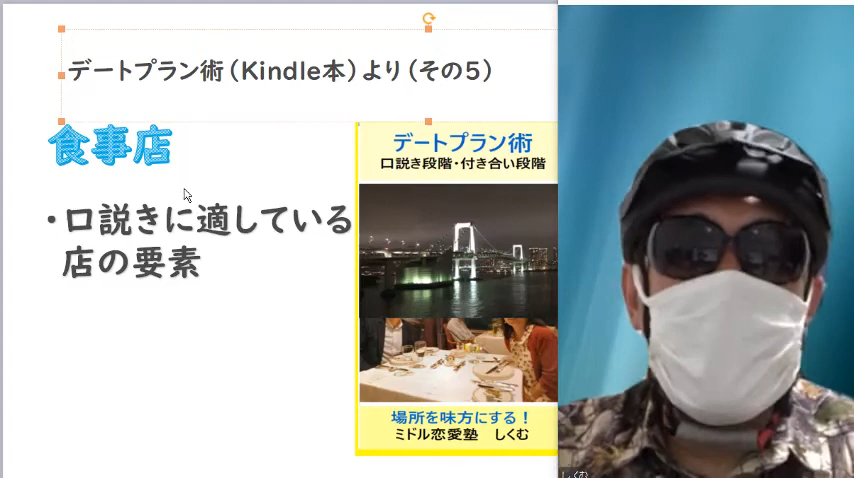 デートプラン術（Kindle本）より（その5）
食事店
・口説きに適している
店の要素
デートプラン術
口説き段階・付き合い段階
場所を味方にする！
ミドル恋愛塾　しくむ
しくむ